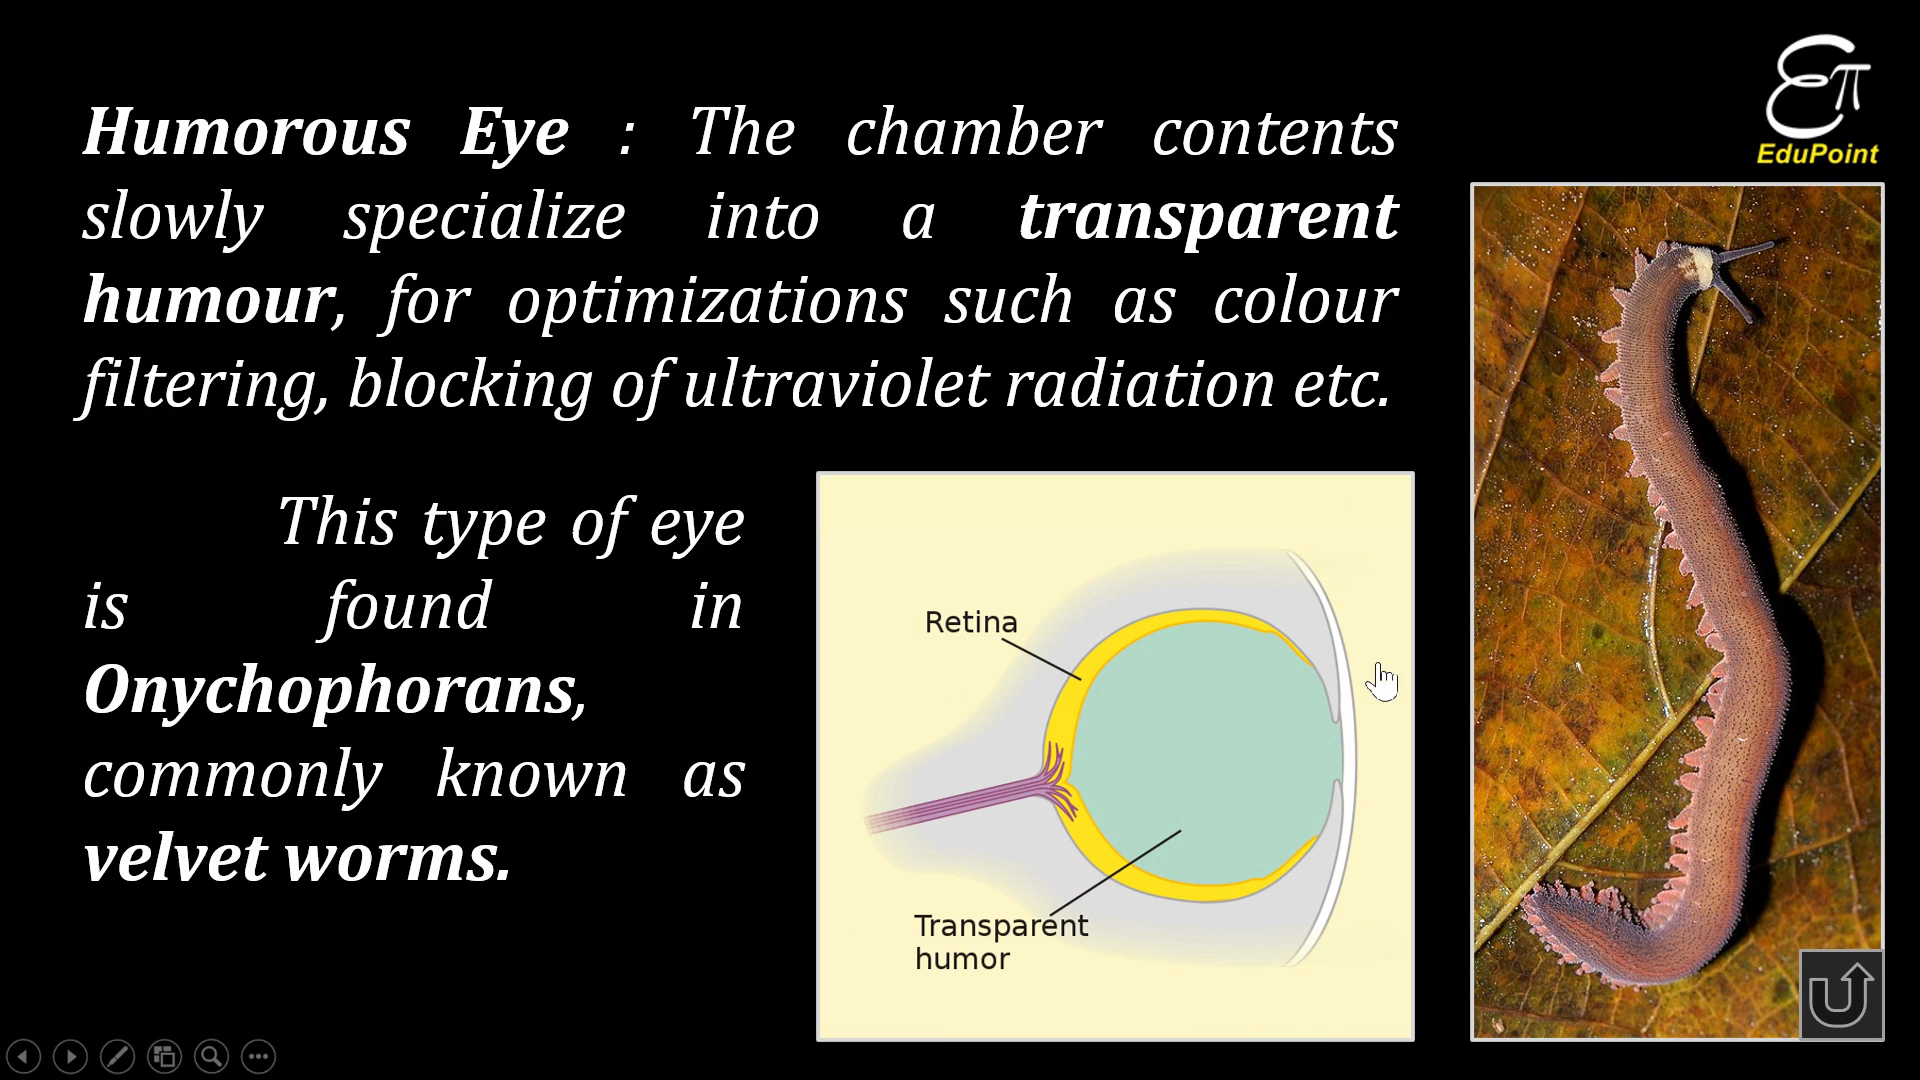 Humorous Eye : The chamber contents
slowly specialize into a transparent
humour, for optimizations such as colour
filtering, blocking of ultraviolet radiation etc.
This type of eye
is found in
Onychophorans,
commonly known as
velvet worms.
Retina
Transparent
humor
επ
EduPoint